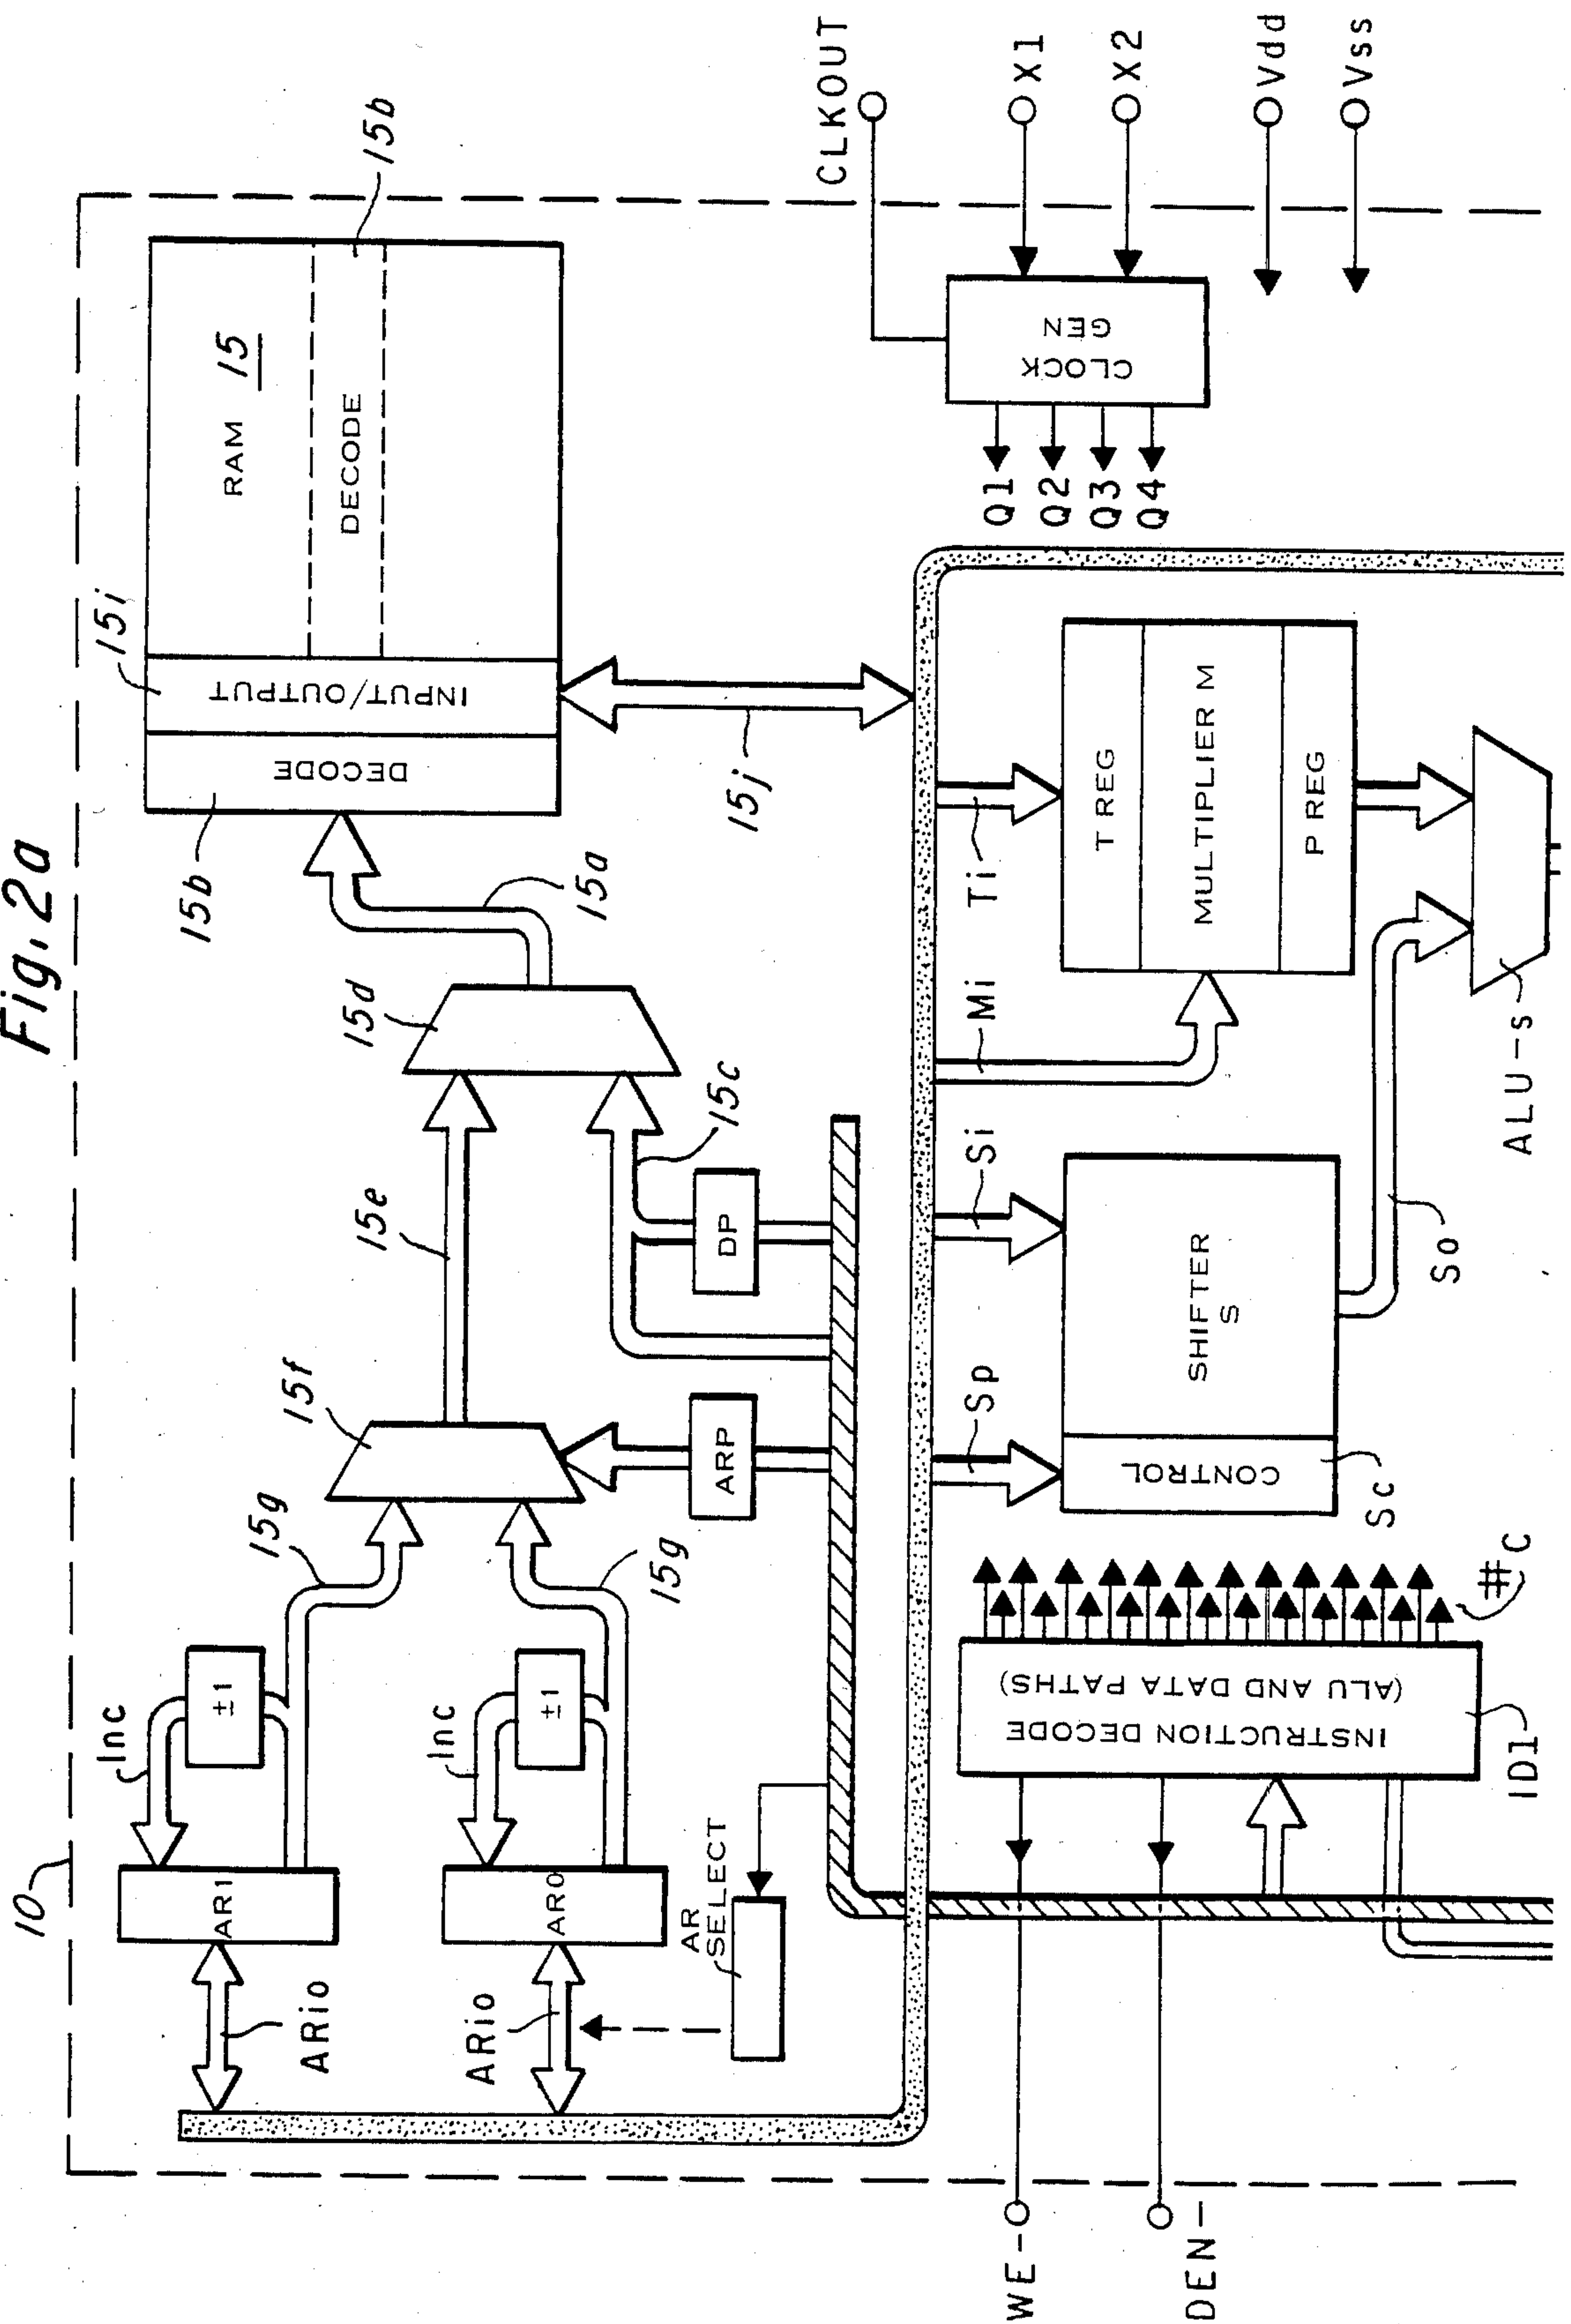 Fig. 2a
10
Inc
±1
15g
AR1
ARio
Inc
±1
15g
AR0
ARio
AR
SELECT
15f
15e
15d
15c
15a
ARP
DP
15b
DECODE
15i
INPUT/OUTPUT
RAM
15
DECODE
15b
15j
CLKOUT
X1
X2
Vdd
Vss
CLOCK
GEN
Q1
Q2
Q3
Q4
Sp
Si
Mi
Ti
CONTROL
Sc
SHIFTER
S
So
T REG
MULTIPLIER M
P REG
ALU-s
INSTRUCTION DECODE
(ALU AND DATA PATHS)
ID1
#C
WE-
DEN-